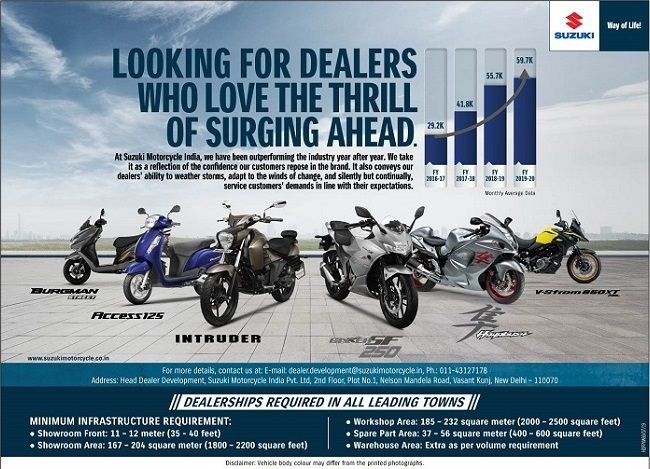 SUZUKI
Way of Life!
LOOKING FOR DEALERS
WHO LOVE THE THRILL
OF SURGING AHEAD.
At Suzuki Motorcycle India, we have been outperforming the industry year after year. We take
it as a reflection of the confidence our customers repose in the brand. It also conveys our
dealers' ability to weather storms, adapt to the winds of change, and silently but continually,
service customers' demands in line with their expectations.
29.2K
41.8K
55.7K
59.7K
FY
2016-17
FY
2017-18
FY
2018-19
FY
2019-20
Monthly Average Data
BURGMAN
STREET
Access125
INTRUDER
SF
250
隼
Hayabusa
V-Strom 650XT
www.suzukimotorcycle.co.in
For more details, contact us at: E-mail: dealer.development@suzukimotorcycle.in, Ph.: 011-43127178
Address: Head Dealer Development, Suzuki Motorcycle India Pvt. Ltd, 2nd Floor, Plot No.1, Nelson Mandela Road, Vasant Kunj, New Delhi - 110070
// DEALERSHIPS REQUIRED IN ALL LEADING TOWNS //
MINIMUM INFRASTRUCTURE REQUIREMENT:
• Showroom Front: 11 - 12 meter (35 - 40 feet)
• Showroom Area: 167 - 204 square meter (1800 - 2200 square feet)
• Workshop Area: 185 - 232 square meter (2000 - 2500 square feet)
• Spare Part Area: 37 - 56 square meter (400 - 600 square feet)
• Warehouse Area: Extra as per volume requirement
Disclaimer: Vehicle body colour may differ from the printed photographs.